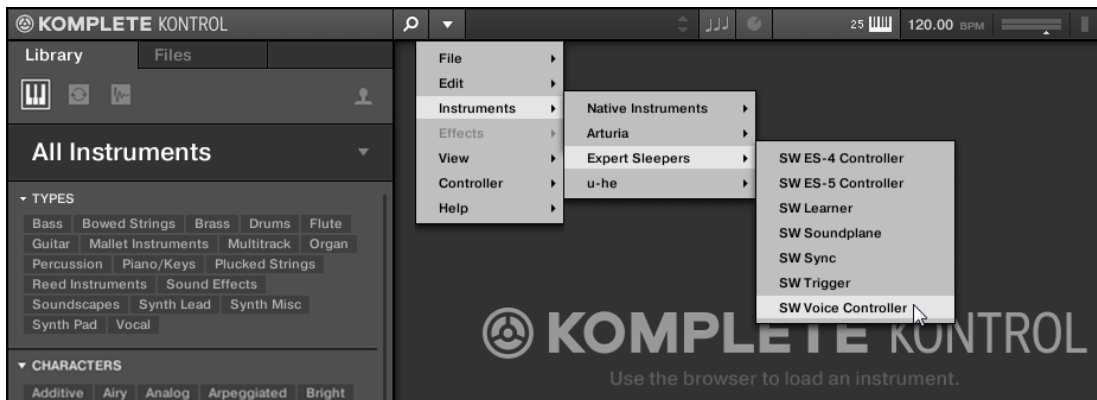 KOMPLETE KONTROL
25
120.00 BPM
Library
Files
All Instruments
TYPES
Bass Bowed Strings Brass Drums Flute
Guitar Mallet Instruments Multitrack Organ
Percussion Piano/Keys Plucked Strings
Reed Instruments Sound Effects
Soundscapes Synth Lead Synth Misc
Synth Pad Vocal
CHARACTERS
Additive Airy Analog Arpeggiated Bright
File
Edit
Instruments
Effects
View
Controller
Help
Native Instruments
Arturia
Expert Sleepers
u-he
SW ES-4 Controller
SW ES-5 Controller
SW Learner
SW Soundplane
SW Sync
SW Trigger
SW Voice Controller
KOMPLETE KONTROL
Use the browser to load an instrument.